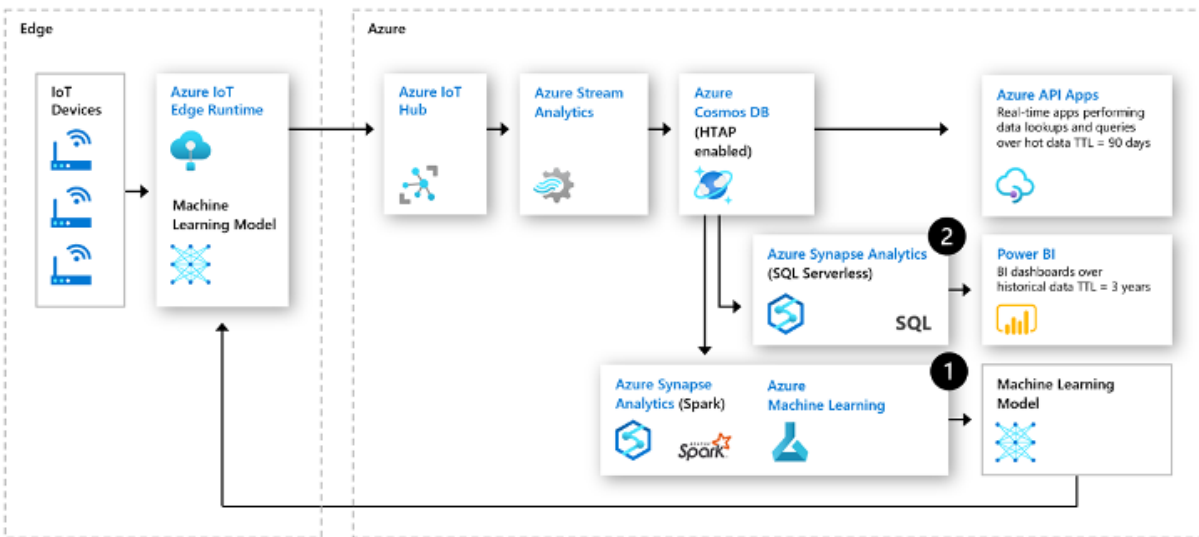 Edge
IoT
Devices
Azure IoT
Edge Runtime
Machine
Learning Model
Azure
Azure IoT
Hub
Azure Stream
Analytics
Azure
Cosmos DB
(HTAP
enabled)
Azure API Apps
Real-time apps performing
data lookups and queries
over hot data TTL = 90 days
2
Azure Synapse Analytics
(SQL Serverless)
SQL
Power BI
BI dashboards over
historical data TTL = 3 years
1
Azure Synapse
Analytics (Spark)
APACHE
Spark
Azure
Machine Learning
Machine Learning
Model